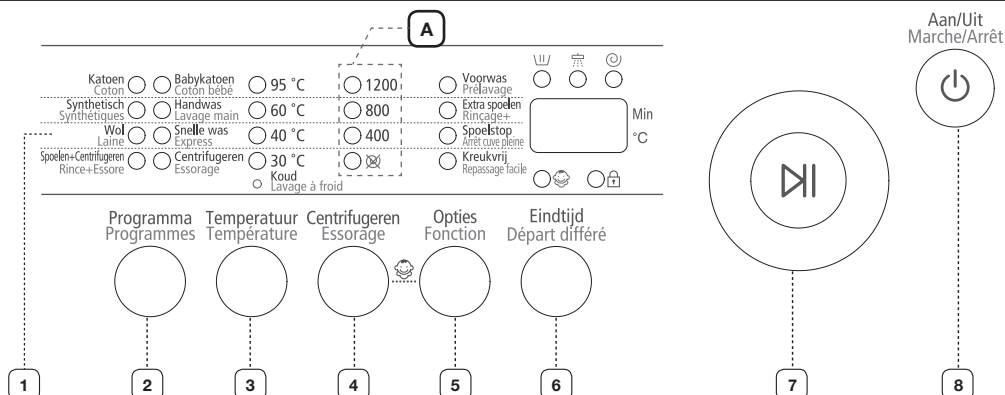 A
Aan/Uit
Marche/Arrêt
Katoen
Coton
Babykatoen
Coton bébé
95 ˚C
1200
Voorwas
Prélavage
Synthetisch
Synthétiques
Handwas
Lavage main
60 ˚C
800
Extra spoelen
Rinçage+
Min
Wol
Laine
Snelle was
Express
40 ˚C
400
Spoelstop
Arrêt cuve pleine
˚C
Spoelen+Centrifugeren
Rince+Essore
Centrifugeren
Essorage
30 ˚C
Kreukvrij
Repassage facile
Koud
Lavage à froid
Programma
Programmes
Temperatuur
Température
Centrifugeren
Essorage
Opties
Fonction
Eindtijd
Départ différé
1
2
3
4
5
6
7
8